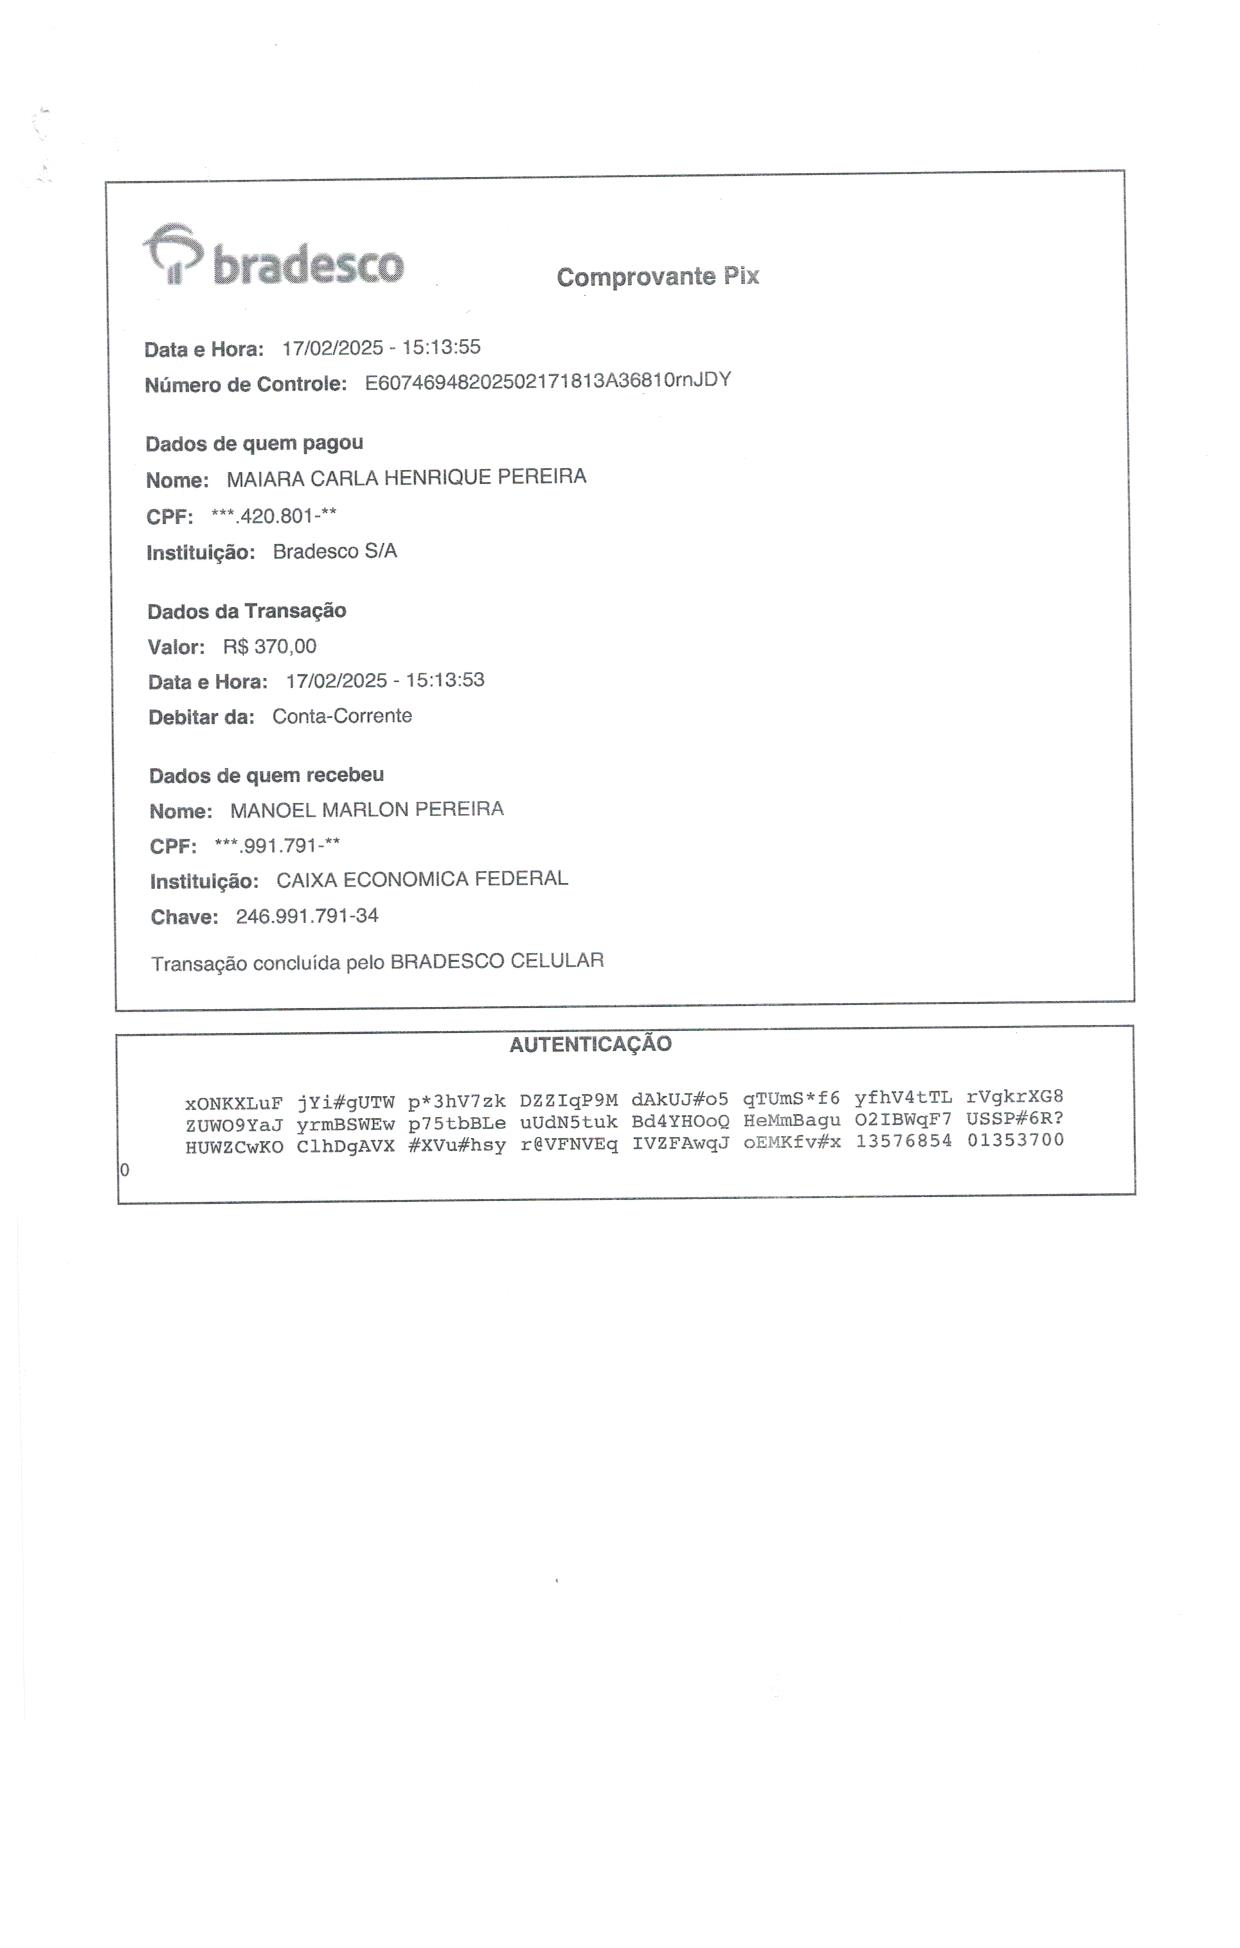 bradesco
Comprovante Pix
Data e Hora: 17/02/2025 - 15:13:55
Número de Controle: E60746948202502171813A36810rnJDY
Dados de quem pagou
Nome: MAIARA CARLA HENRIQUE PEREIRA
CPF: ***.420.801-**
Instituição: Bradesco S/A
Dados da Transação
Valor: R$ 370,00
Data e Hora: 17/02/2025 - 15:13:53
Debitar da: Conta-Corrente
Dados de quem recebeu
Nome: MANOEL MARLON PEREIRA
CPF: ***.991.791-**
Instituição: CAIXA ECONOMICA FEDERAL
Chave: 246.991.791-34
Transação concluída pelo BRADESCO CELULAR
AUTENTICAÇÃO
xONKXLuF jYi#gUTW p*3hV7zk DZZIqP9M dAkUJ#o5 qTUmS*f6 yfhV4tTL rVgkrXG8
ZUWO9YaJ yrmBSWEw p75tbBLe uUdN5tuk Bd4YHOoQ HeMmBagu O2IBWqF7 USSP#6R?
HUWZCwKO ClhDgAVX #XVu#hsy r@VFNVEq IVZFAwqJ oEMKfv#x 13576854 01353700
0